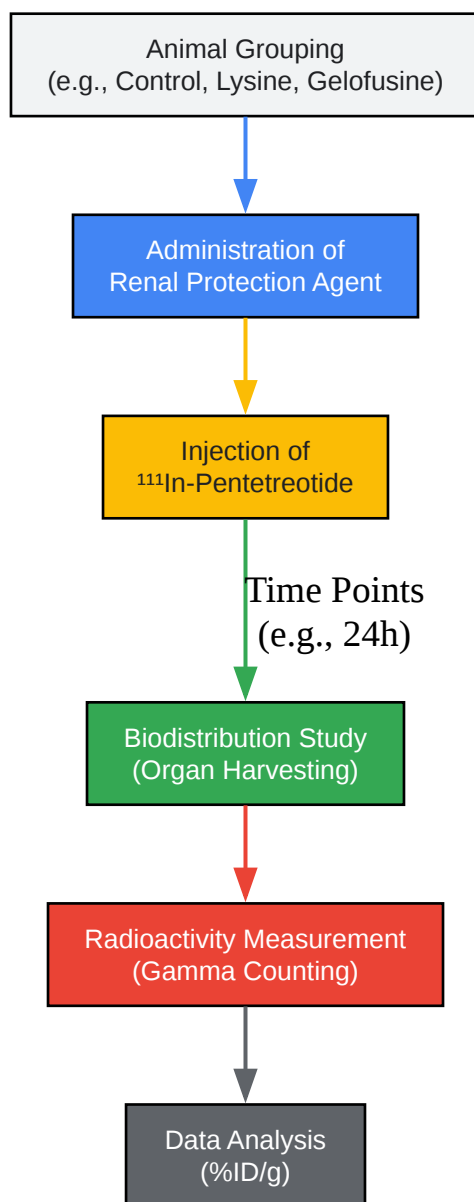 Animal Grouping
(e.g., Control, Lysine, Gelofusine)
Administration of
Renal Protection Agent
Injection of
¹¹¹In-Pentetreotide
Time Points
(e.g., 24h)
Biodistribution Study
(Organ Harvesting)
Radioactivity Measurement
(Gamma Counting)
Data Analysis
(%ID/g)